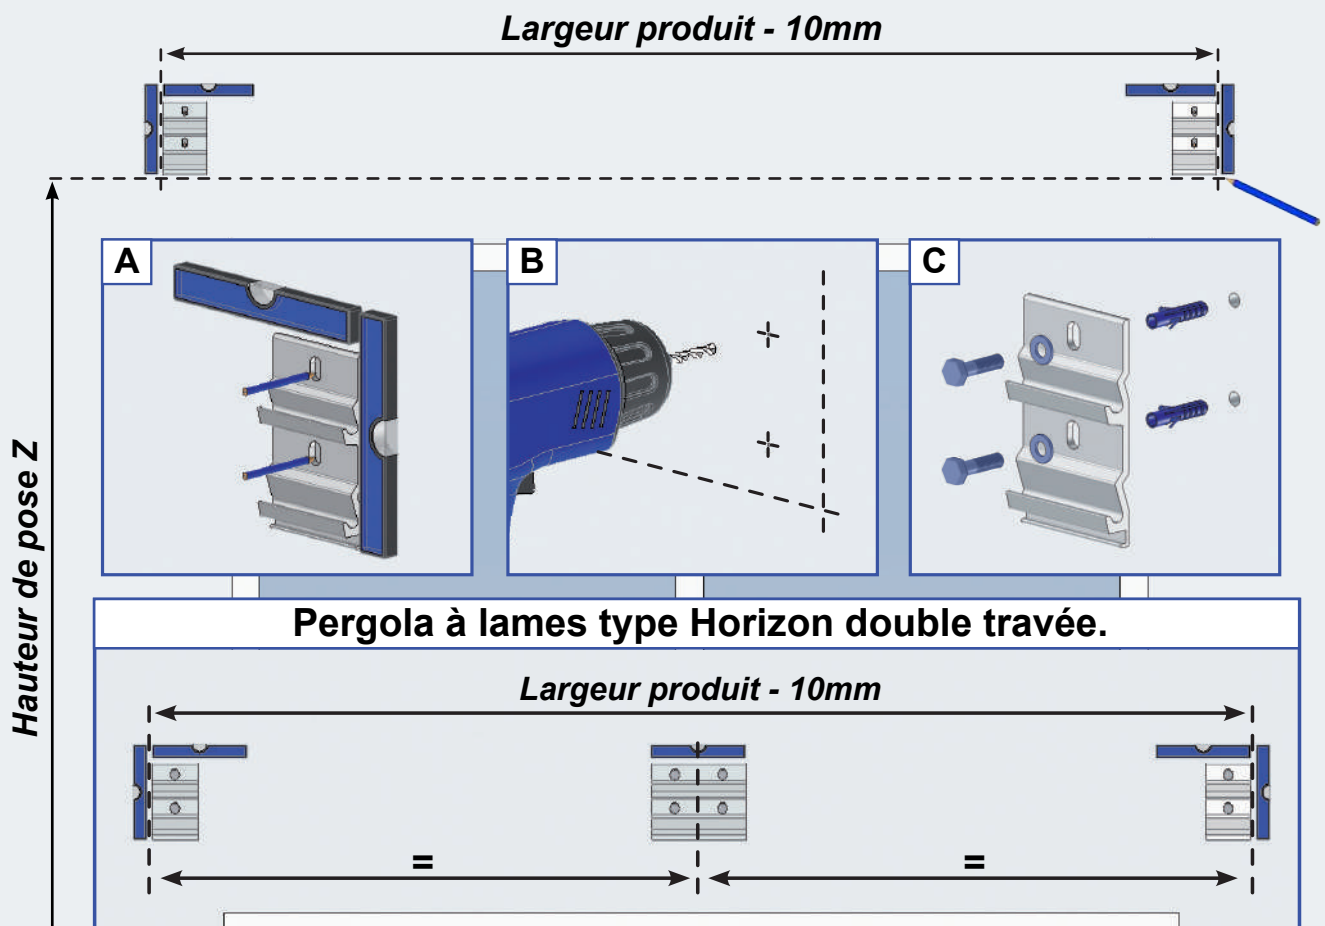 Largeur produit - 10mm
A
B
C
Hauteur de pose Z
Pergola à lames type Horizon double travée.
Largeur produit - 10mm
=
=